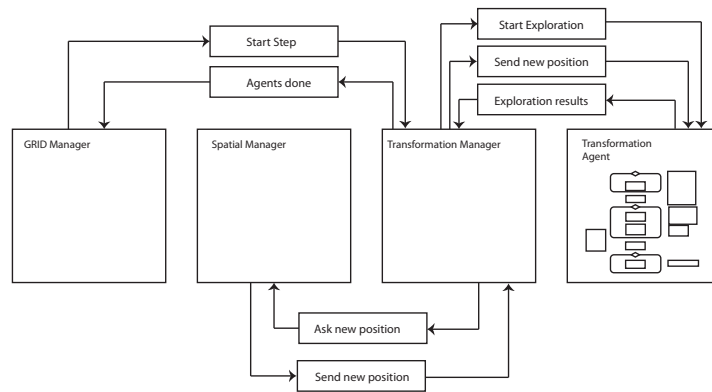 Start Exploration
Start Step
Send new position
Agents done
Exploration results
GRID Manager
Spatial Manager
Transformation Manager
Transformation
Agent
Ask new position
Send new position